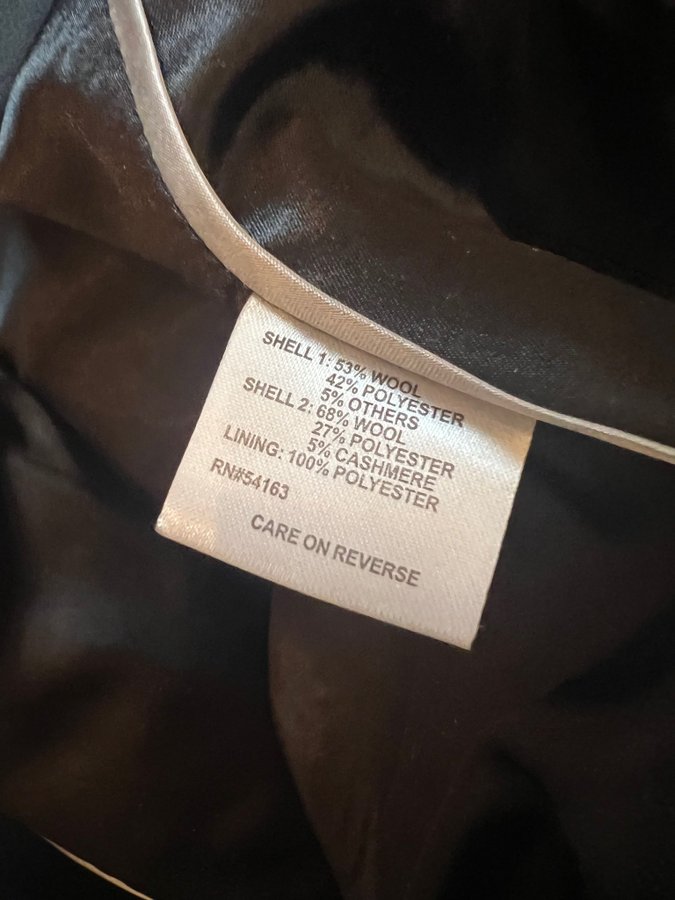 SHELL 1: 53% WOOL
42% POLYESTER
5% OTHERS
SHELL 2: 68% WOOL
27% POLYESTER
5% CASHMERE
LINING: 100% POLYESTER
RN#54163
CARE ON REVERSE